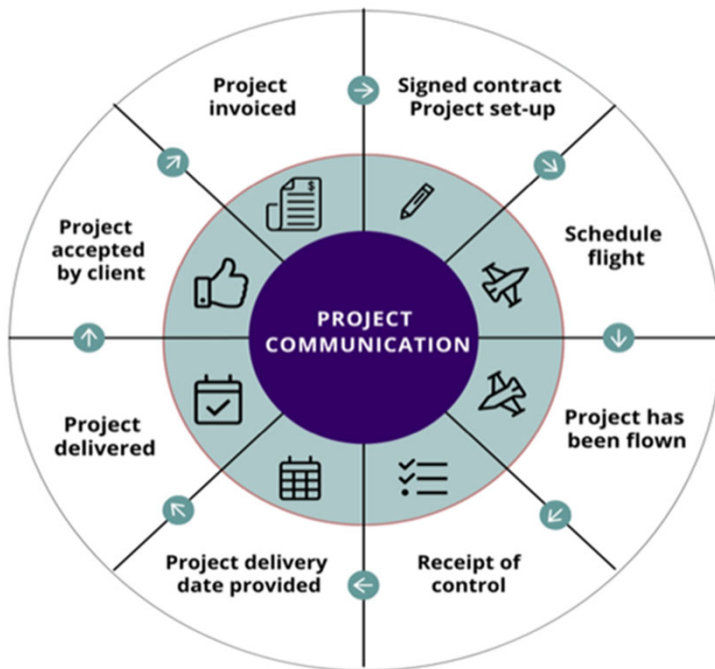 Project
invoiced
Signed contract
Project set-up
Schedule
flight
Project has
been flown
Receipt of
control
Project delivery
date provided
Project
delivered
Project
accepted
by client
$
PROJECT
COMMUNICATION